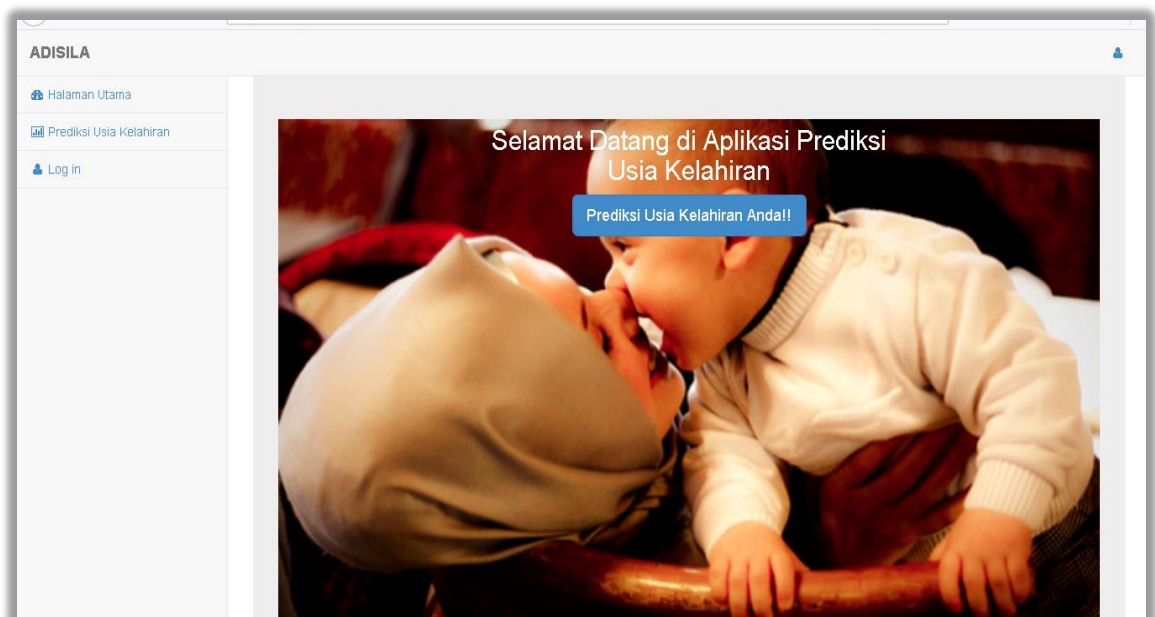 ADISILA
Halaman Utama
Prediksi Usia Kelahiran
Log in
Selamat Datang di Aplikasi Prediksi
Usia Kelahiran
Prediksi Usia Kelahiran Anda!!